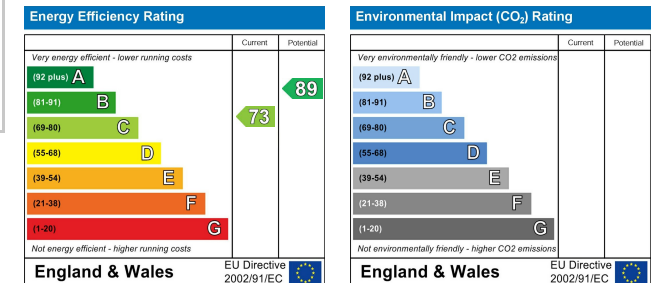 Energy Efficiency Rating
Current Potential
Very energy efficient - lower running costs
(92 plus) A
(81-91) B
(69-80) C
(55-68) D
(39-54) E
(21-38) F
(1-20) G
89
73
Not energy efficient - higher running costs
England & Wales
EU Directive
2002/91/EC
Environmental Impact (CO₂) Rating
Current Potential
Very environmentally friendly - lower CO2 emissions
(92 plus) A
(81-91) B
(69-80) C
(55-68) D
(39-54) E
(21-38) F
(1-20) G
Not environmentally friendly - higher CO2 emissions
England & Wales
EU Directive
2002/91/EC